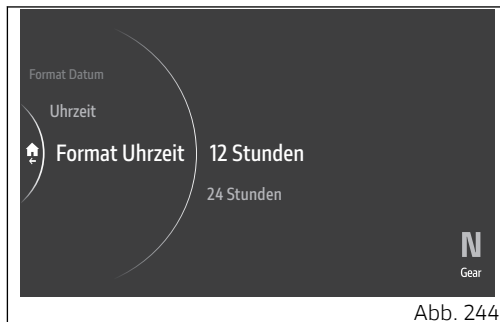 Format Datum
Uhrzeit
Format Uhrzeit 12 Stunden
24 Stunden
N
Gear
Abb. 244